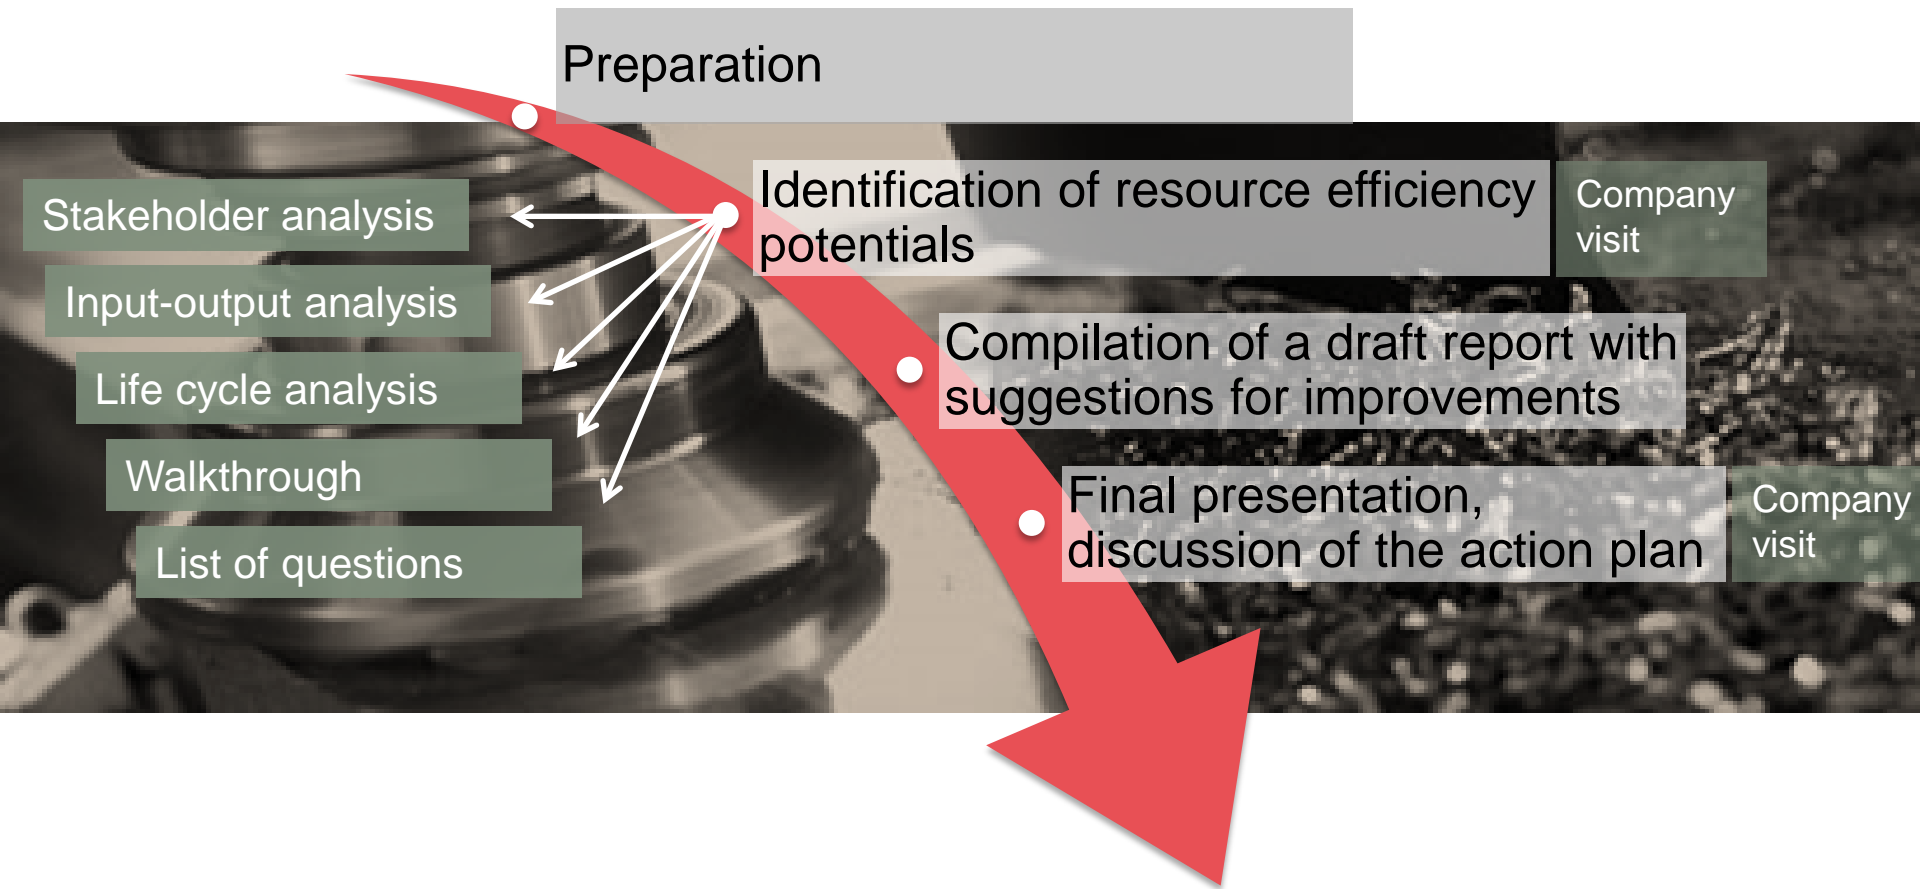 Preparation
Identification of resource efficiency
potentials
Company
visit
Stakeholder analysis
Input-output analysis
Life cycle analysis
Walkthrough
List of questions
Compilation of a draft report with
suggestions for improvements
Final presentation,
discussion of the action plan
Company
visit